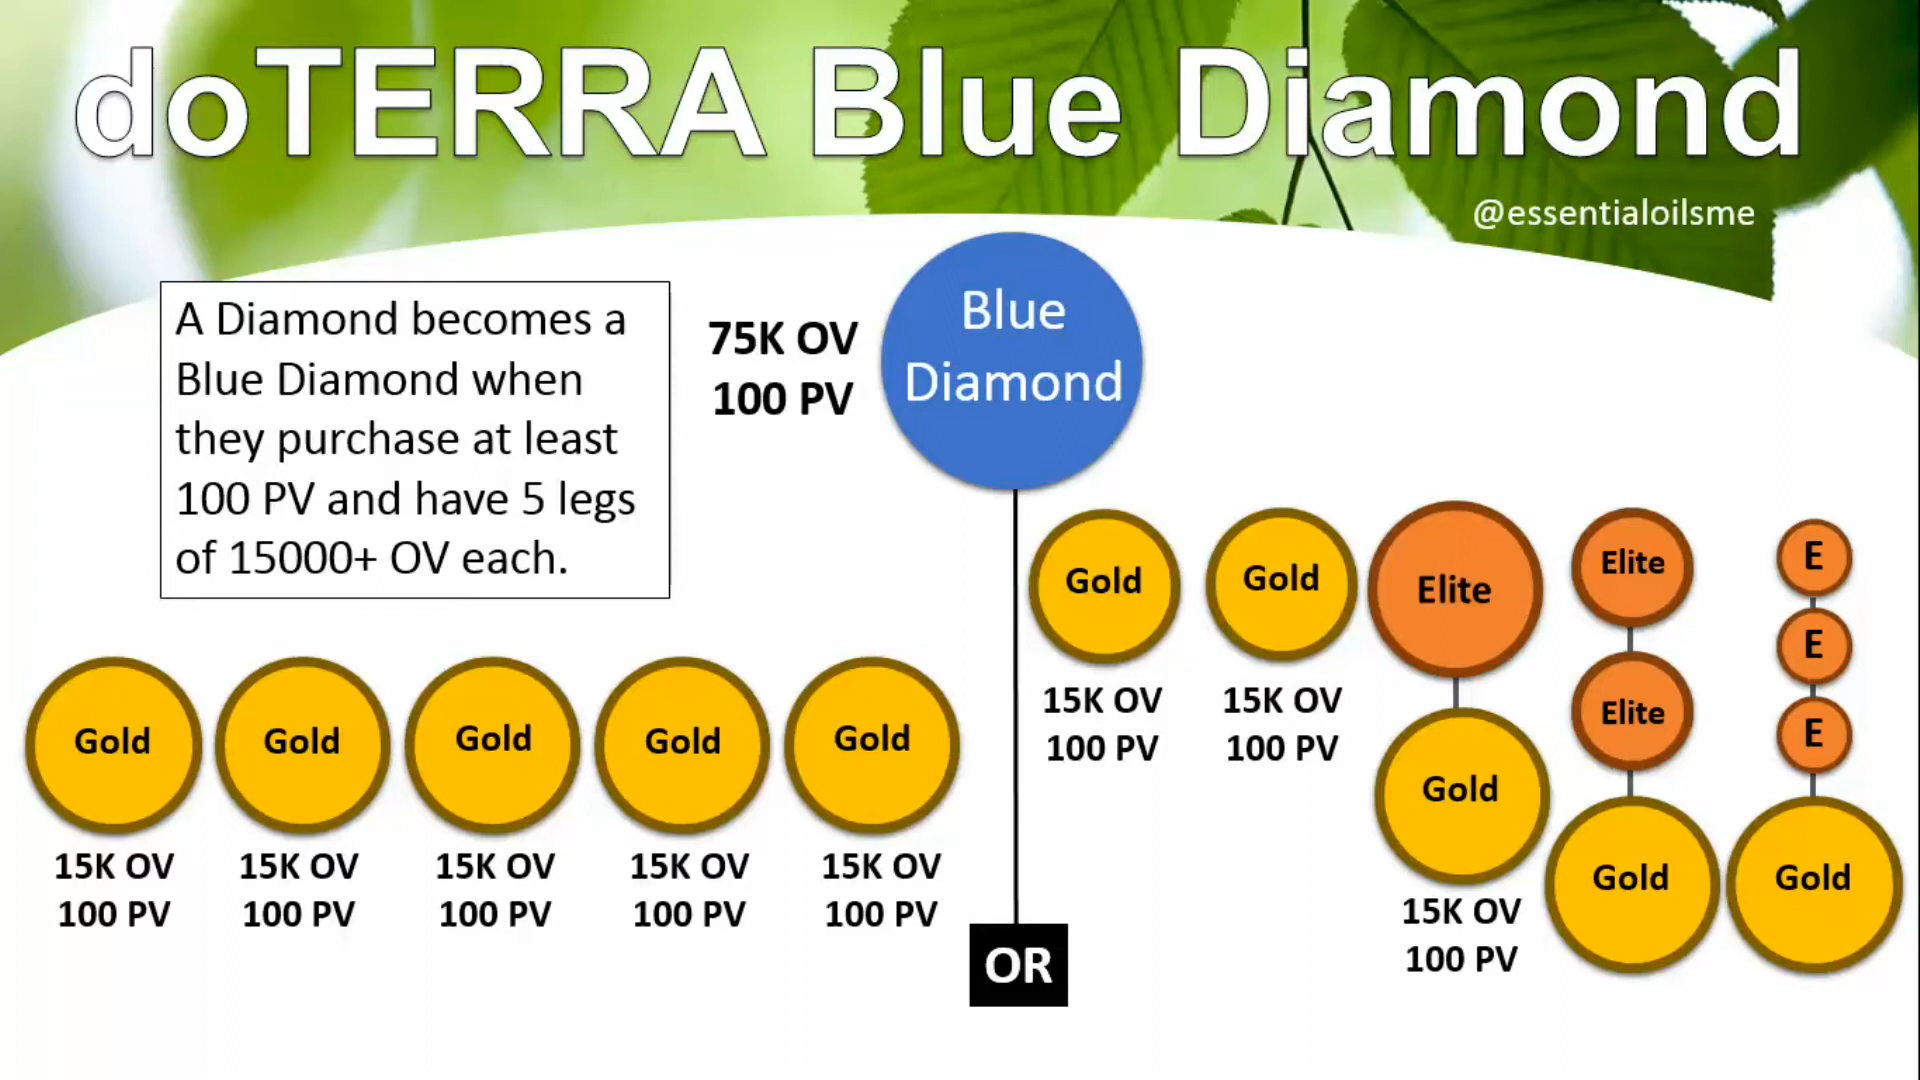 doTERRA Blue Diamond
@essentialoilsme
A Diamond becomes a
Blue Diamond when
they purchase at least
100 PV and have 5 legs
of 15000+ OV each.
75K OV
100 PV
Blue
Diamond
Gold
15K OV
100 PV
Gold
15K OV
100 PV
Gold
15K OV
100 PV
Gold
15K OV
100 PV
Gold
15K OV
100 PV
OR
Gold
15K OV
100 PV
Gold
15K OV
100 PV
Elite
Gold
15K OV
100 PV
Elite
Elite
Gold
E
E
E
Gold